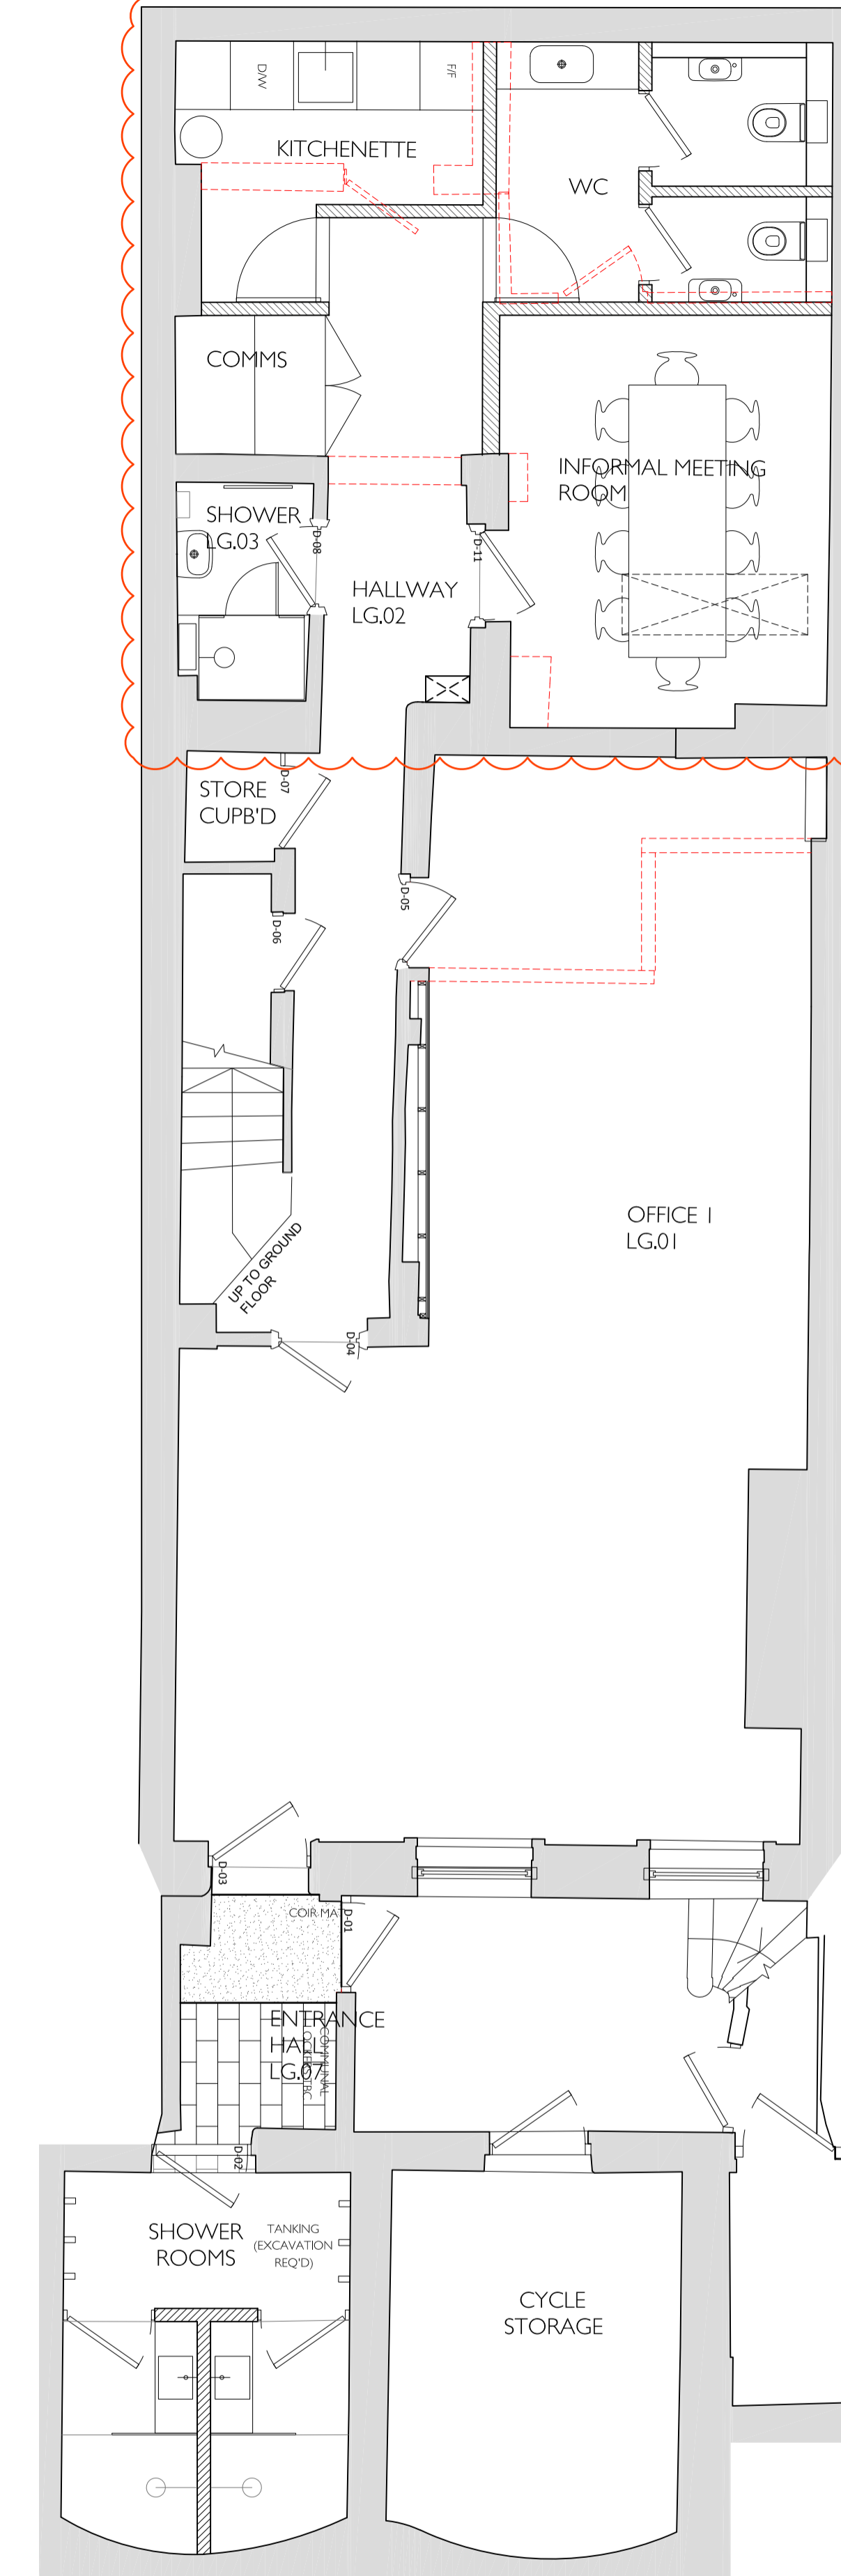 D/W
F/F
KITCHENETTE
WC
COMMS
INFORMAL MEETING
ROOM
SHOWER
LG.03
D-08
D-11
HALLWAY
LG.02
STORE
CUPB'D
D-07
D-05
D-06
OFFICE 1
LG.01
UP TO GROUND
FLOOR
D-04
D-03
COIR MAT
D-01
ENTRANCE
HALL
LG.07
COMMUNAL
D-02
SHOWER
ROOMS
TANKING
(EXCAVATION
REQ'D)
CYCLE
STORAGE